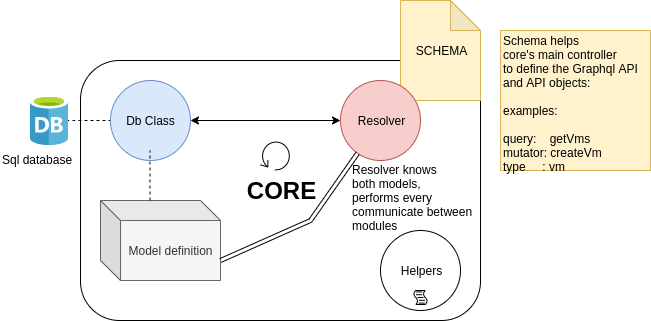 SCHEMA
Schema helps
core's main controller
to define the Graphql API
and API objects:
examples:
query: getVms
mutator: createVm
type : vm
DB
Sql database
Db Class
Resolver
CORE
Resolver knows
both models,
performs every
communicate between
modules
Model definition
Helpers